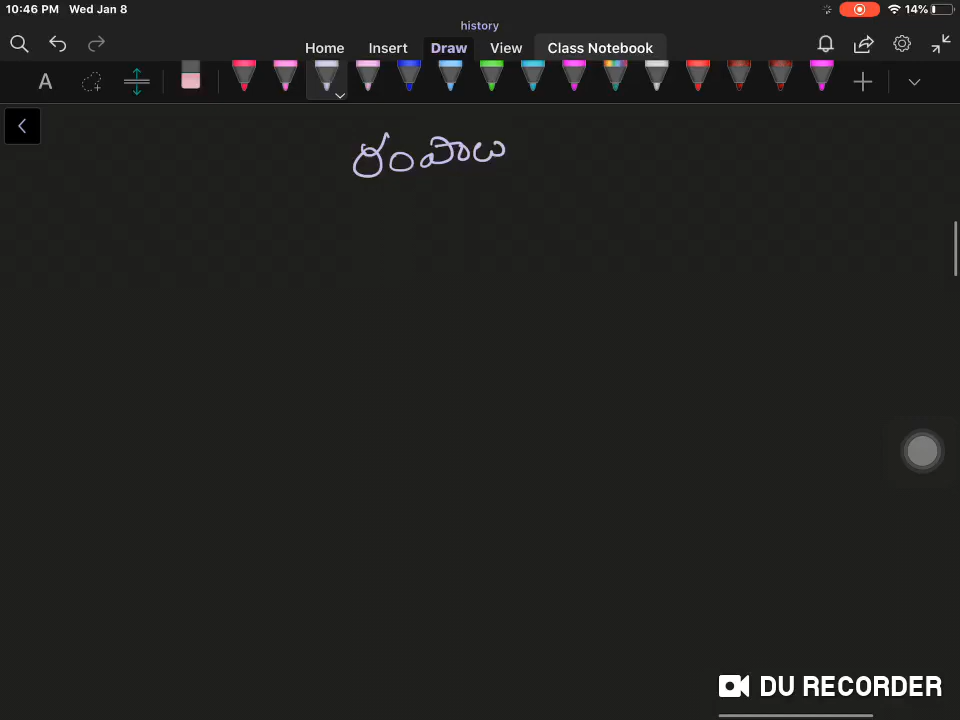 10:46 PM Wed Jan 8
14%
history
Home Insert Draw View Class Notebook
A
రంపాలు
DU RECORDER